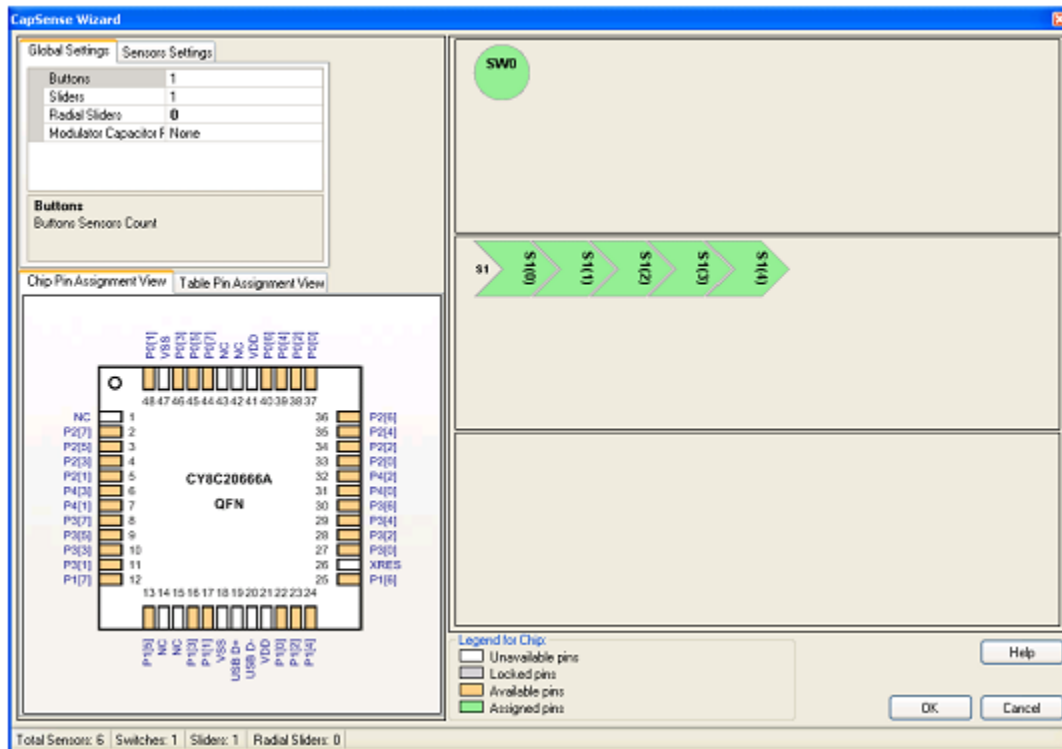 CapSense Wizard
Global Settings Sensors Settings
Buttons 1
Sliders 1
Radial Sliders 0
Modulator Capacitor F None
Buttons
Buttons Sensors Count
Chip Pin Assignment View Table Pin Assignment View
SW0
S1 S1(0) S1(1) S1(2) S1(3) S1(4)
P0[1] VSS P0[3] P0[5] P0[7] NC NC VDD P0[6] P0[4] P0[2] P0[0]
48 47 46 45 44 43 42 41 40 39 38 37
NC 1 36 P2[6]
P2[7] 2 35 P2[4]
P2[5] 3 34 P2[2]
P2[3] 4 33 P2[0]
P2[1] 5 32 P4[2]
P4[3] 6 31 P4[0]
P4[1] 7 30 P3[6]
P3[7] 8 29 P3[4]
P3[5] 9 28 P3[2]
P3[3] 10 27 P3[0]
P3[1] 11 26 XRES
P1[7] 12 25 P1[6]
CY8C20666A
QFN
13 14 15 16 17 18 19 20 21 22 23 24
P1[5] NC NC P1[3] P1[1] VSS USB D+ USB D- VDD P1[0] P1[2] P1[4]
Legend for Chip:
Unavailable pins
Locked pins
Available pins
Assigned pins
Help
OK Cancel
Total Sensors: 6 Switches: 1 Sliders: 1 Radial Sliders: 0